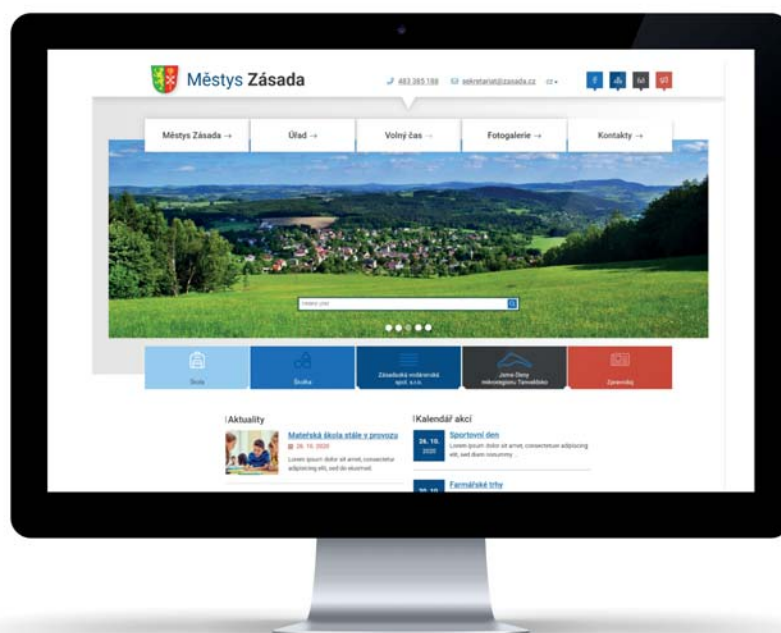 Městys Zásada
483 385 188
sekretariat@zasada.cz
cz
Městys Zásada →
Úřad →
Volný čas →
Fotogalerie →
Kontakty →
Škola
Školka
Zásadská vodárenská
spol. s.r.o.
Jsme členy
mikroregionu Tanvaldsko
Zpravodaj
Aktuality
Mateřská škola stále v provozu
26. 10. 2020
Lorem ipsum dolor sit amet, consectetur
adipiscing elit, sed do eiusmod.
Kalendář akcí
26. 10.
2020
Sportovní den
Lorem ipsum dolor sit amet, consectetuer adipiscing
elit, sed diam nonummy ...
Farmářské trhy